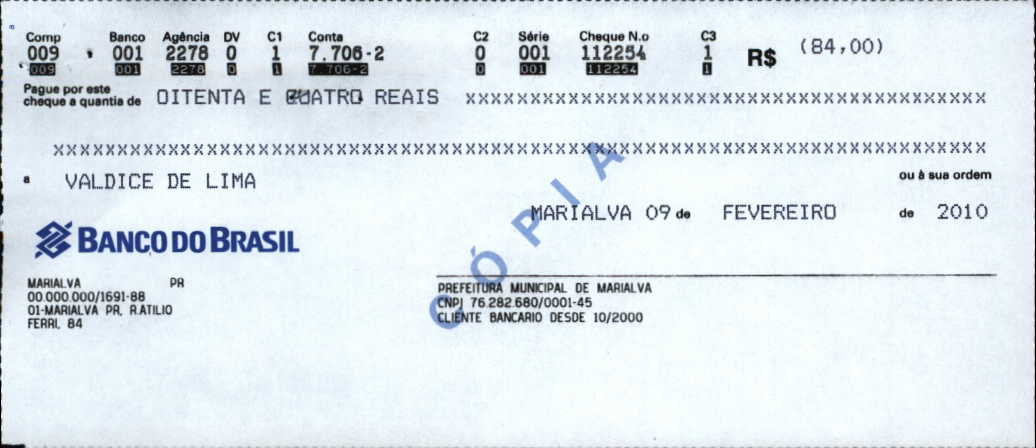 Comp Banco Agência DV C1 Conta C2 Série Cheque N.o C3
009 001 2278 0 1 7.706-2 0 001 112254 1 R$ (84,00)
009 001 2278 0 1 7.706-2 0 001 112254 1
Pague por este
cheque a quantia de OITENTA E QUATRO REAIS xxxxxxxxxxxxxxxxxxxxxxxxxxxxxxxxxxxxxxxxxxx
xxxxxxxxxxxxxxxxxxxxxxxxxxxxxxxxxxxxxxxxxxxxxxxxxxxxxxxxxxxxxxxxxxxxxxxxxxxxxx
a VALDICE DE LIMA ou à sua ordem
MARIALVA 09 de FEVEREIRO de 2010
BANCO DO BRASIL
CÓPIA
MARIALVA PR
00.000.000/1691-88
01-MARIALVA PR, R.ATILIO
FERRI, 84
PREFEITURA MUNICIPAL DE MARIALVA
CNPJ 76.282.680/0001-45
CLIENTE BANCARIO DESDE 10/2000